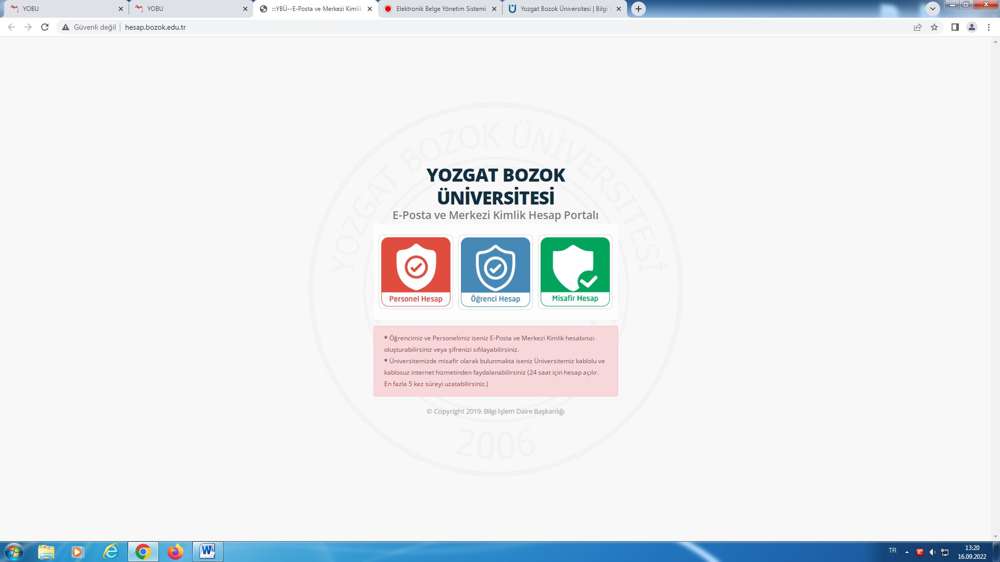 YOBU
YOBU
:::YBÜ--E-Posta ve Merkezi Kimlik
Elektronik Belge Yönetim Sistemi
Yozgat Bozok Üniversitesi | Bilgi Y
Güvenli değil
hesap.bozok.edu.tr
YOZGAT BOZOK ÜNİVERSİTESİ
YOZGAT BOZOK
ÜNİVERSİTESİ
E-Posta ve Merkezi Kimlik Hesap Portalı
Personel Hesap
Öğrenci Hesap
Misafir Hesap
* Öğrencimiz ve Personelimiz iseniz E-Posta ve Merkezi Kimlik hesabınızı
oluşturabilirsiniz veya şifrenizi sıfılayabilirsiniz.
* Üniversitemizde misafir olarak bulunmakta iseniz Üniversitemiz kablolu ve
kablosuz internet hizmetinden faydalanabilirsiniz (24 saat için hesap açılır.
En fazla 5 kez süreyi uzatabilirsiniz.)
© Copyright 2019. Bilgi İşlem Daire Başkanlığı
2006
TR
13:20
16.09.2022